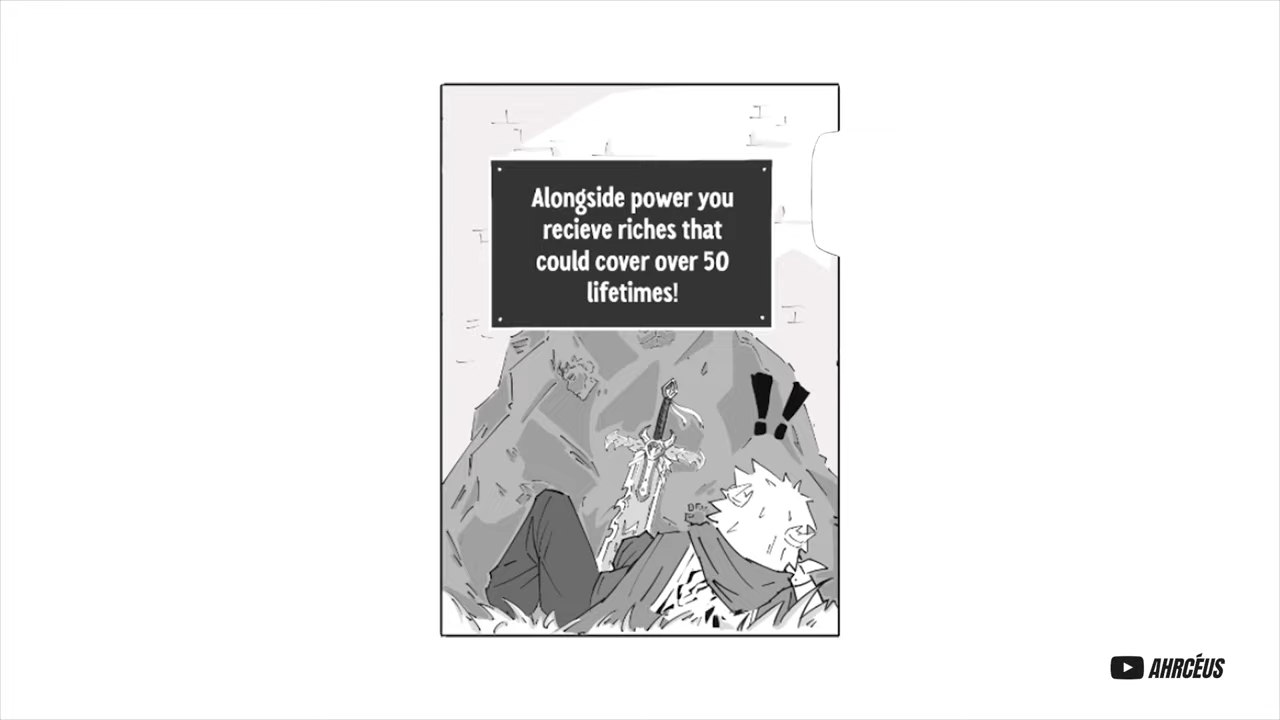 Alongside power you
recieve riches that
could cover over 50
lifetimes!
!!
AHRCÉUS